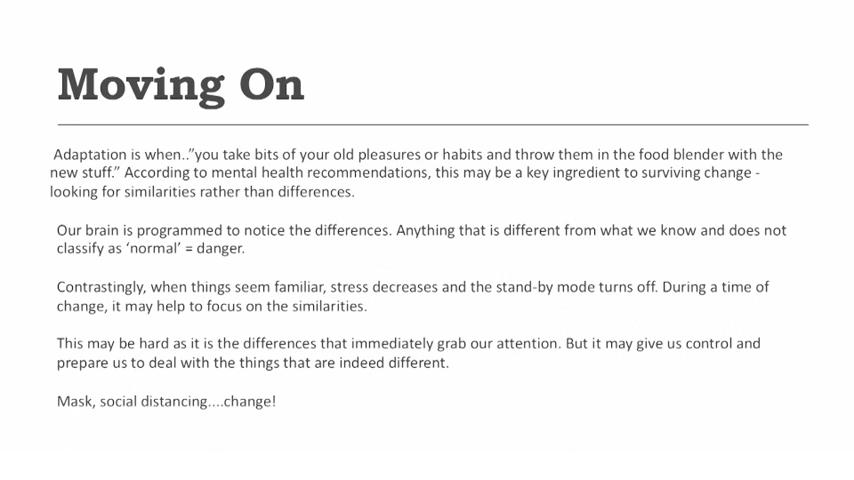 Moving On
Adaptation is when..”you take bits of your old pleasures or habits and throw them in the food blender with the
new stuff.” According to mental health recommendations, this may be a key ingredient to surviving change -
looking for similarities rather than differences.
Our brain is programmed to notice the differences. Anything that is different from what we know and does not
classify as ‘normal’ = danger.
Contrastingly, when things seem familiar, stress decreases and the stand-by mode turns off. During a time of
change, it may help to focus on the similarities.
This may be hard as it is the differences that immediately grab our attention. But it may give us control and
prepare us to deal with the things that are indeed different.
Mask, social distancing....change!